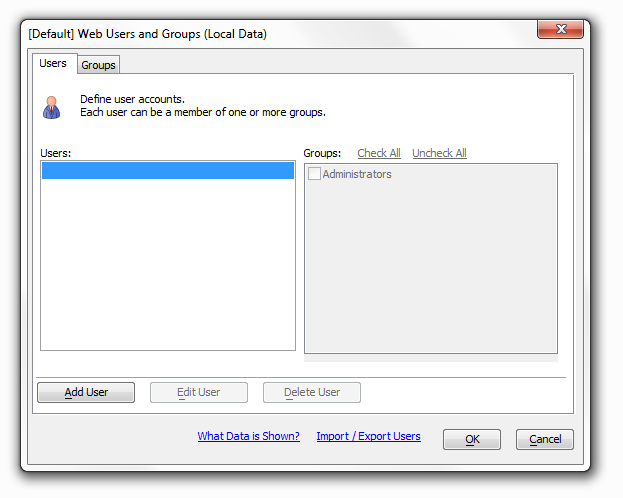 [Default] Web Users and Groups (Local Data)
Users
Groups
Define user accounts.
Each user can be a member of one or more groups.
Users:
Groups: Check All Uncheck All
Administrators
Add User Edit User Delete User
What Data is Shown? Import / Export Users OK Cancel